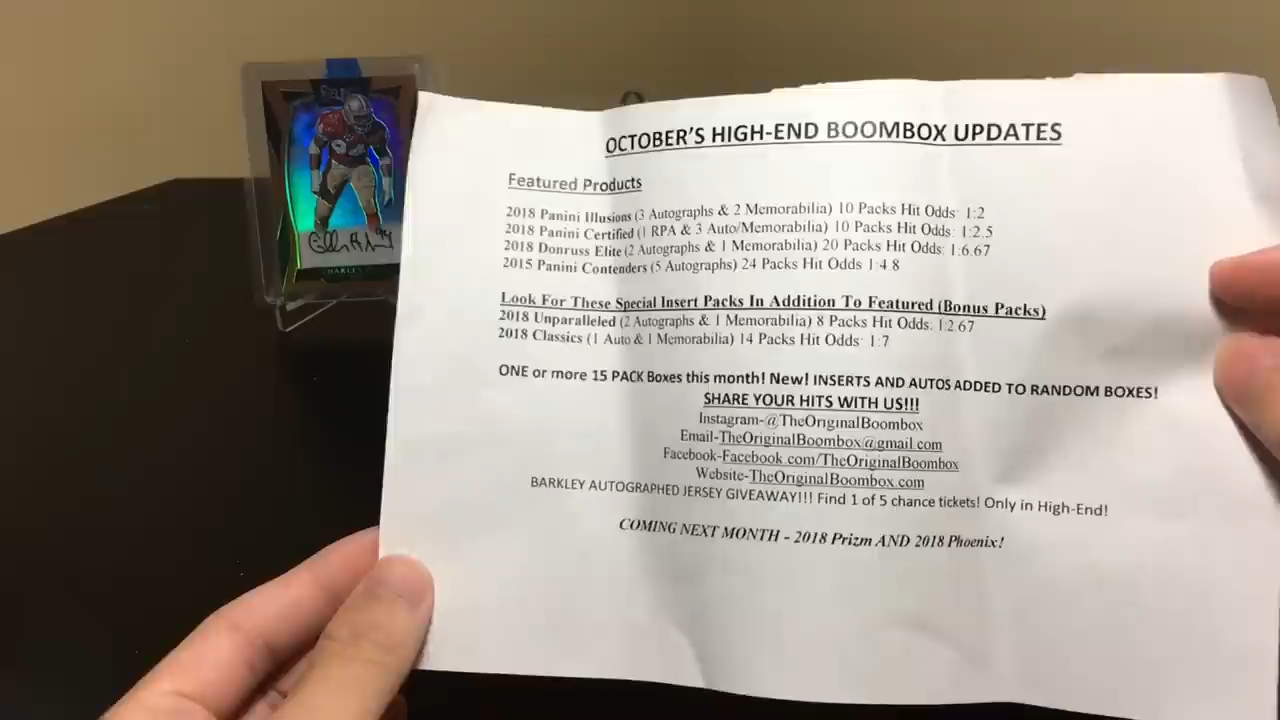 OCTOBER'S HIGH-END BOOMBOX UPDATES
Featured Products
2018 Panini Illusions (3 Autographs & 2 Memorabilia) 10 Packs Hit Odds: 1:2
2018 Panini Certified (1 RPA & 3 Auto/Memorabilia) 10 Packs Hit Odds: 1:2.5
2018 Donruss Elite (2 Autographs & 1 Memorabilia) 20 Packs Hit Odds: 1:6.67
2015 Panini Contenders (5 Autographs) 24 Packs Hit Odds 1:4.8
Look For These Special Insert Packs In Addition To Featured (Bonus Packs)
2018 Unparalleled (2 Autographs & 1 Memorabilia) 8 Packs Hit Odds: 1:2.67
2018 Classics (1 Auto & 1 Memorabilia) 14 Packs Hit Odds: 1:7
ONE or more 15 PACK Boxes this month! New! INSERTS AND AUTOS ADDED TO RANDOM BOXES!
SHARE YOUR HITS WITH US!!!
Instagram-@TheOriginalBoombox
Email-TheOriginalBoombox@gmail.com
Facebook-Facebook.com/TheOriginalBoombox
Website-TheOriginalBoombox.com
BARKLEY AUTOGRAPHED JERSEY GIVEAWAY!!! Find 1 of 5 chance tickets! Only in High-End!
COMING NEXT MONTH - 2018 Prizm AND 2018 Phoenix!
94